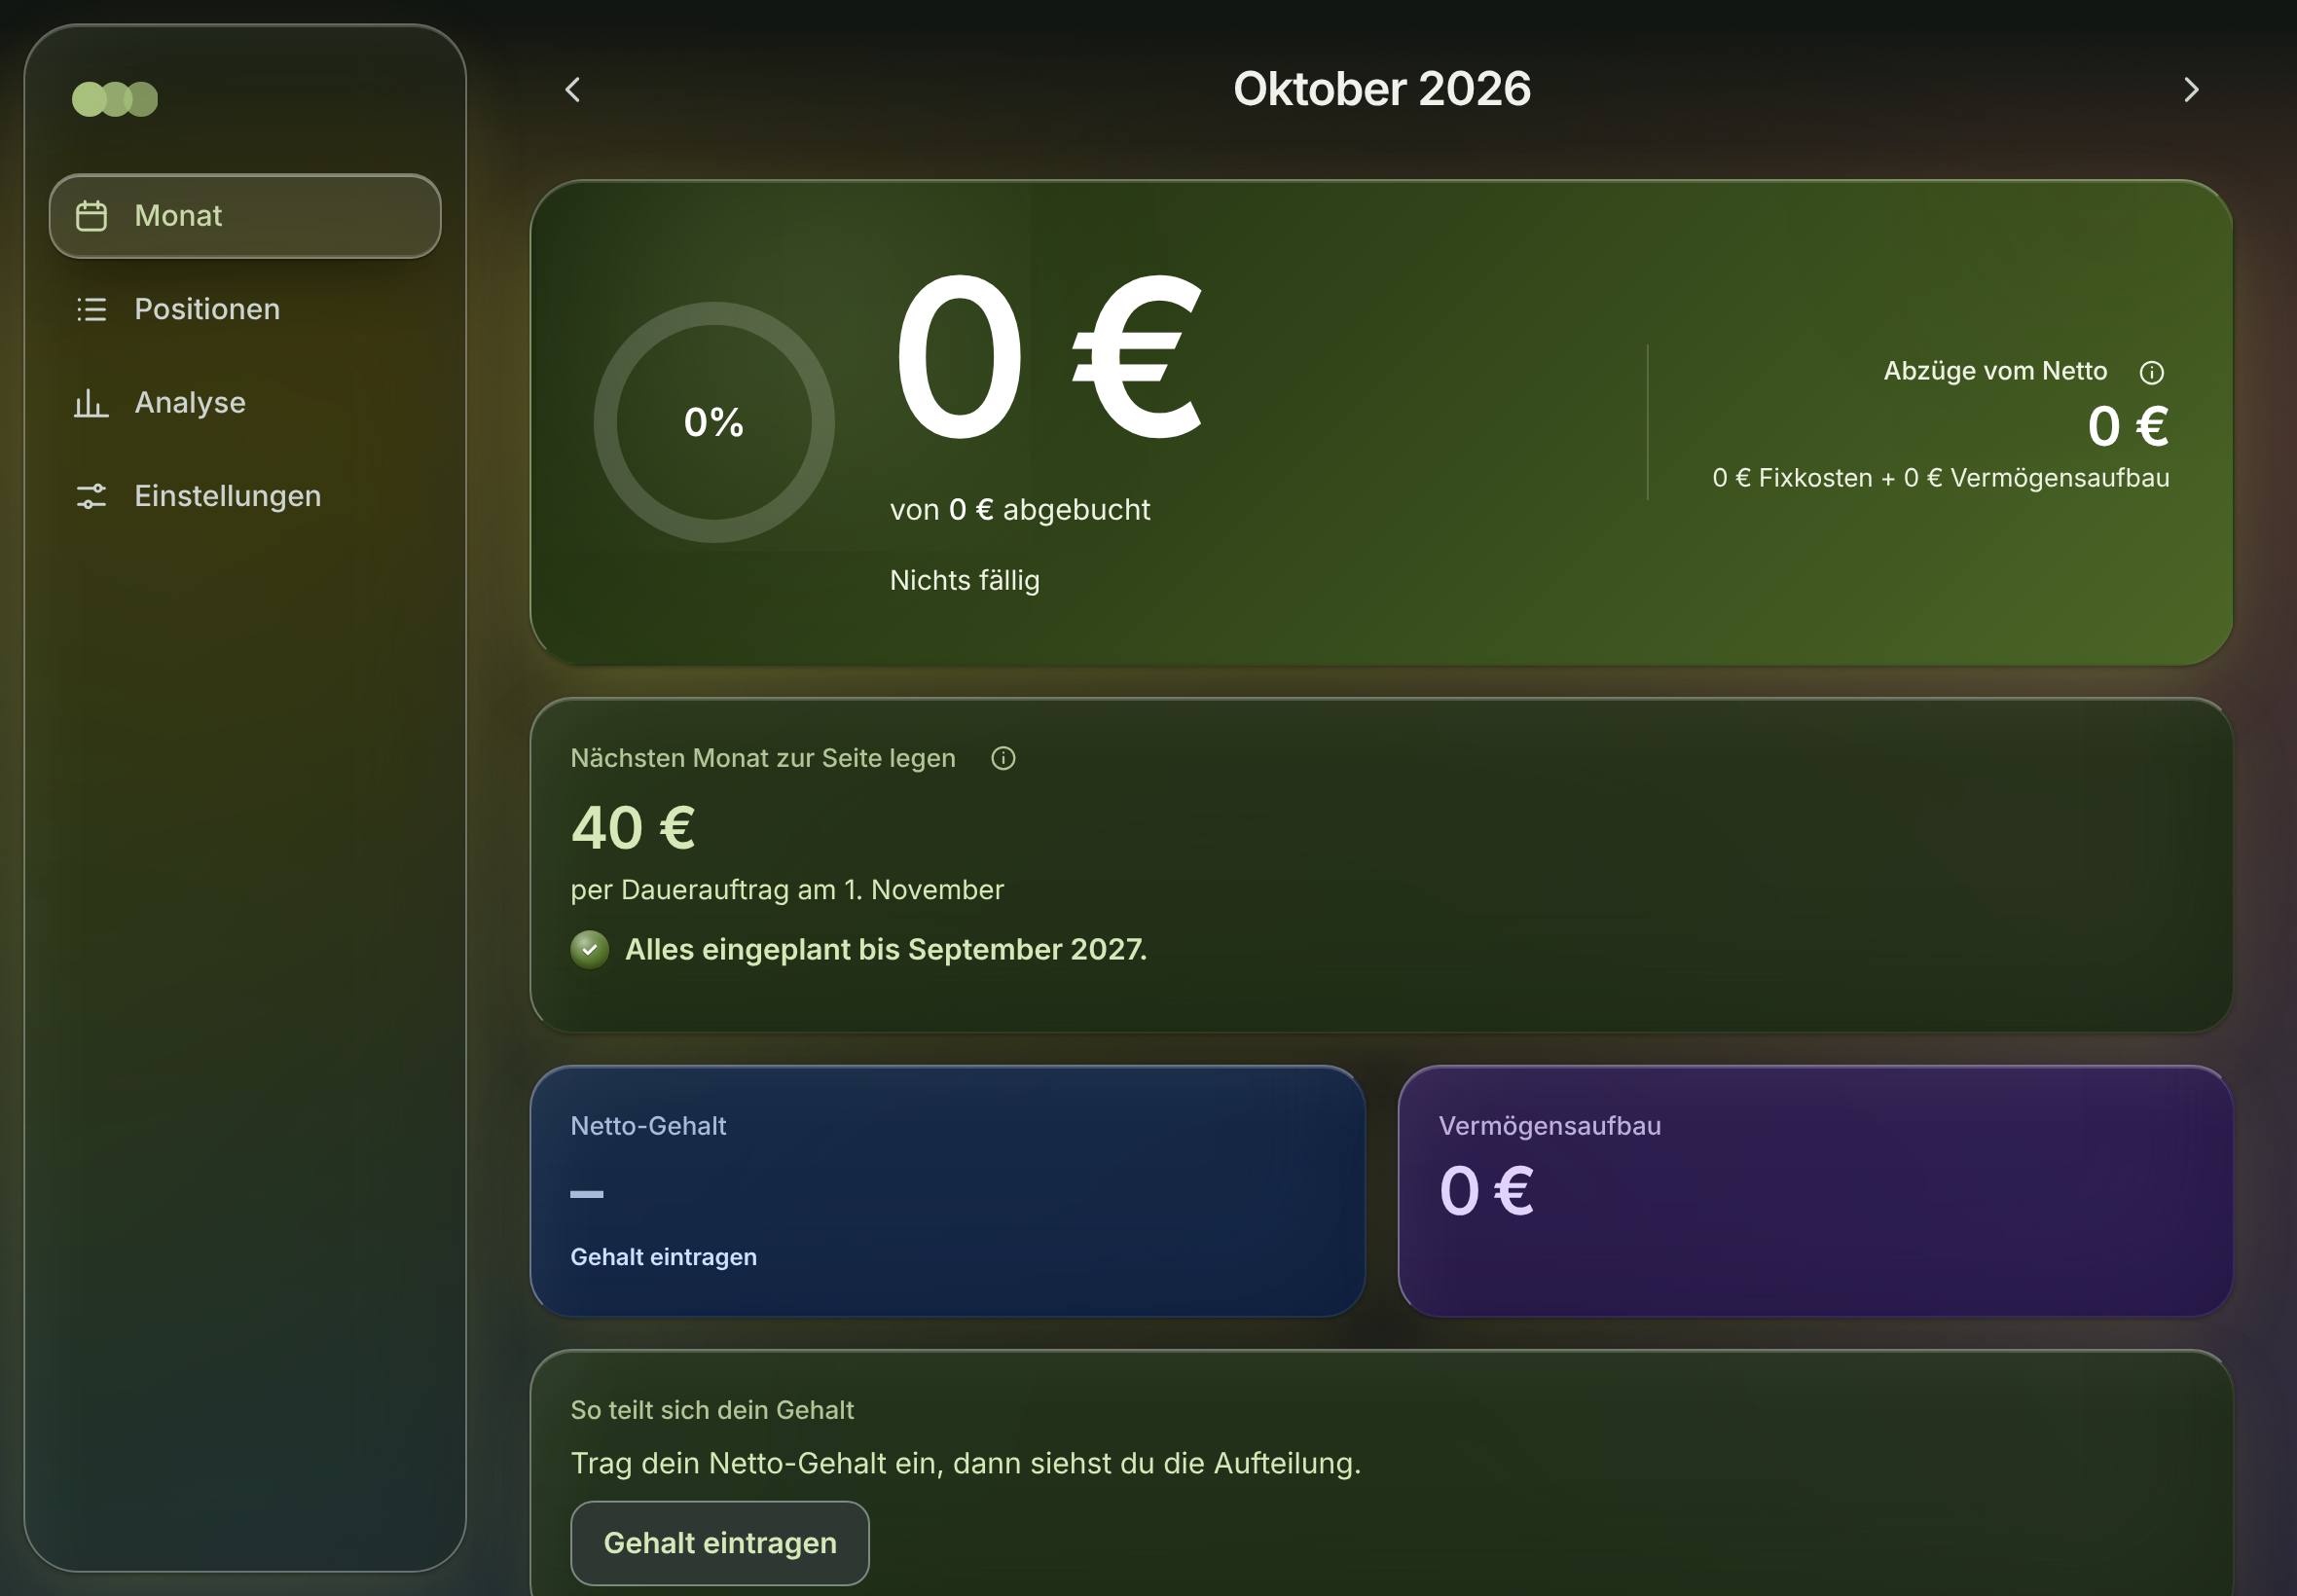 Oktober 2026
Monat
Positionen
Analyse
Einstellungen
0%
0 €
von 0 € abgebucht
Nichts fällig
Abzüge vom Netto
0 €
0 € Fixkosten + 0 € Vermögensaufbau
Nächsten Monat zur Seite legen
40 €
per Dauerauftrag am 1. November
Alles eingeplant bis September 2027.
Netto-Gehalt
–
Gehalt eintragen
Vermögensaufbau
0 €
So teilt sich dein Gehalt
Trag dein Netto-Gehalt ein, dann siehst du die Aufteilung.
Gehalt eintragen